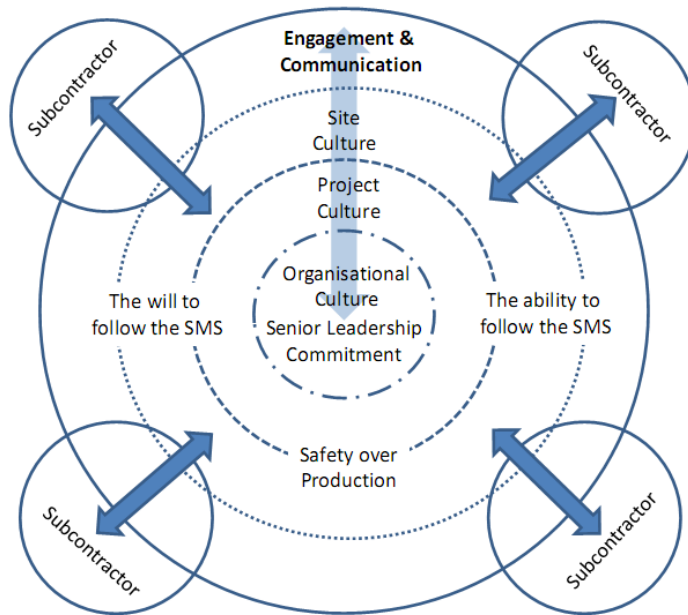 Engagement &
Communication
Subcontractor
Subcontractor
Site
Culture
Project
Culture
Organisational
Culture
Senior Leadership
Commitment
The will to
follow the SMS
The ability to
follow the SMS
Safety over
Production
Subcontractor
Subcontractor